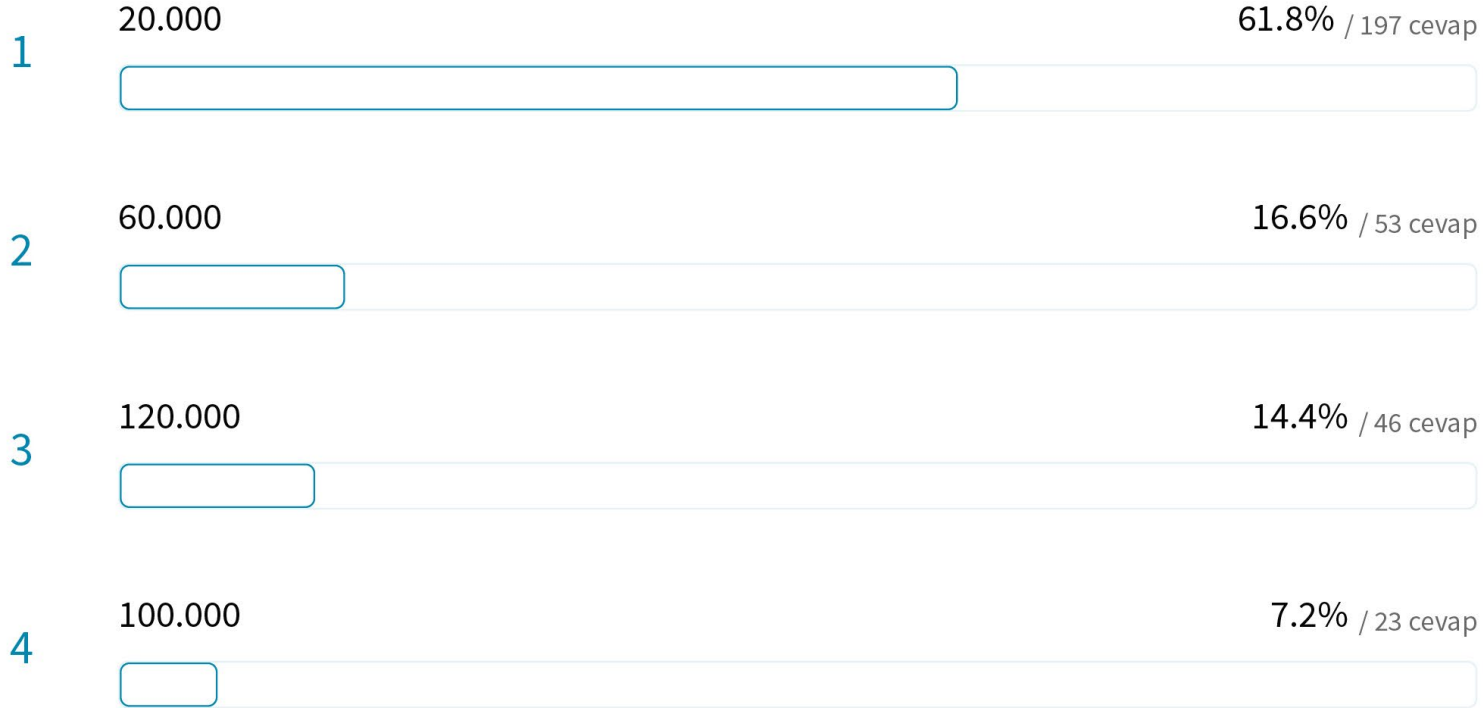 1
20.000
61.8% / 197 cevap
2
60.000
16.6% / 53 cevap
3
120.000
14.4% / 46 cevap
4
100.000
7.2% / 23 cevap